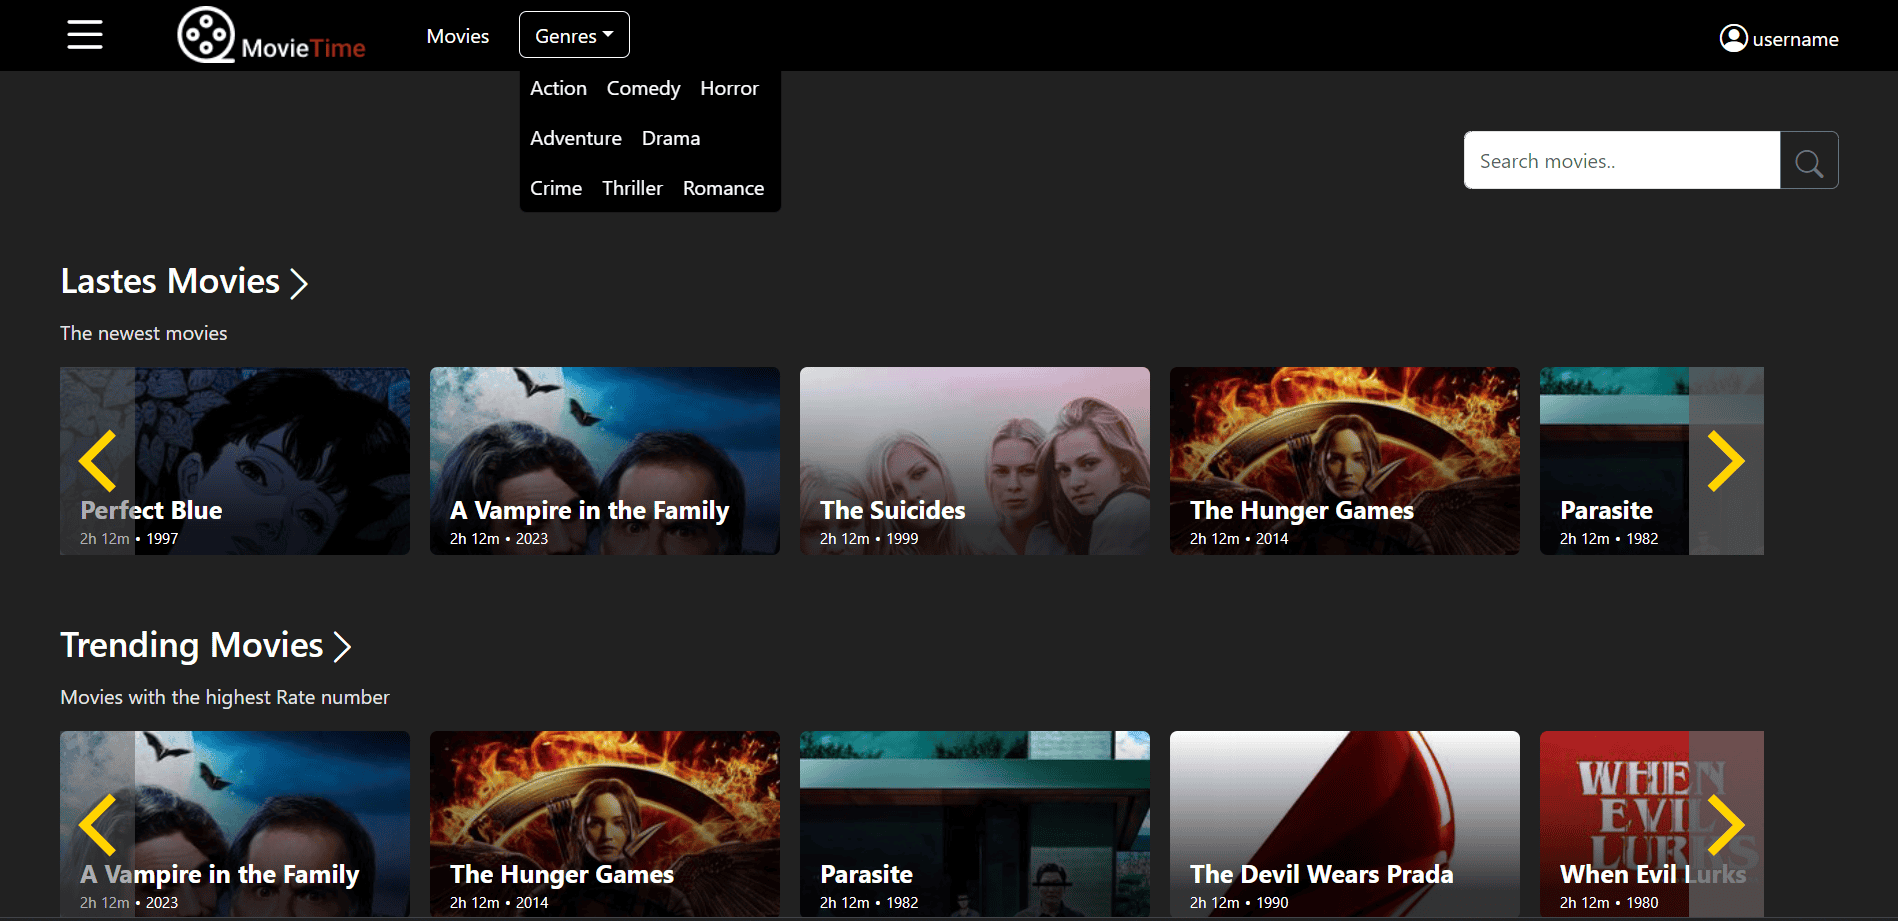 MovieTime
Movies
Genres
username
Action Comedy Horror
Adventure Drama
Crime Thriller Romance
Search movies..
Lastes Movies
The newest movies
Perfect Blue
2h 12m • 1997
A Vampire in the Family
2h 12m • 2023
The Suicides
2h 12m • 1999
The Hunger Games
2h 12m • 2014
Parasite
2h 12m • 1982
Trending Movies
Movies with the highest Rate number
A Vampire in the Family
2h 12m • 2023
The Hunger Games
2h 12m • 2014
Parasite
2h 12m • 1982
The Devil Wears Prada
2h 12m • 1990
WHEN
EVIL
LURKS
When Evil Lurks
2h 12m • 1980